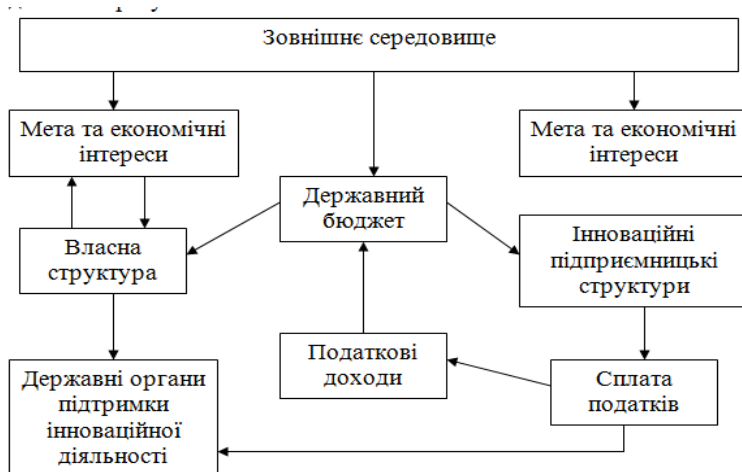 Зовнішнє середовище
Мета та економічні
інтереси
Мета та економічні
інтереси
Державний
бюджет
Власна
структура
Інноваційні
підприємницькі
структури
Податкові
доходи
Сплата
податків
Державні органи
підтримки
інноваційної
діяльності